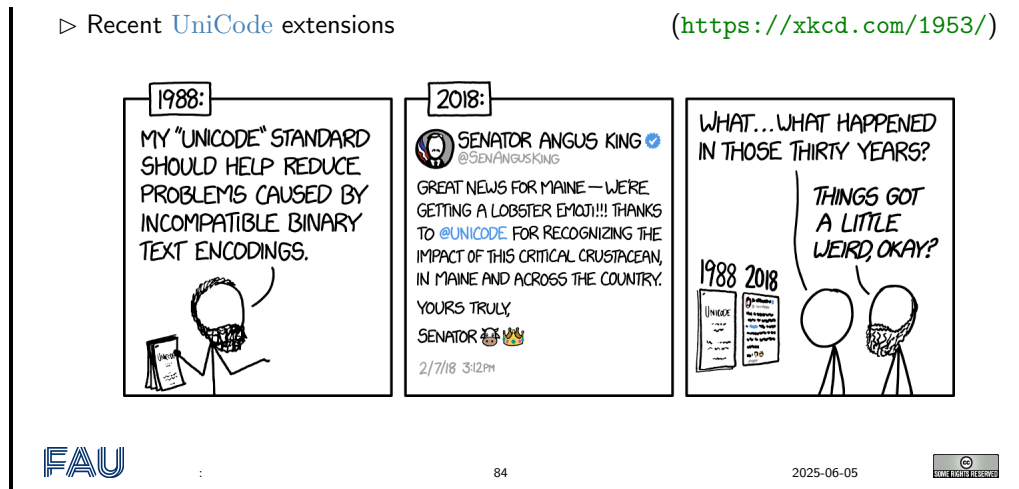 ▷ Recent UniCode extensions (https://xkcd.com/1953/)
1988:
MY "UNICODE" STANDARD
SHOULD HELP REDUCE
PROBLEMS CAUSED BY
INCOMPATIBLE BINARY
TEXT ENCODINGS.
UNICODE
2018:
SENATOR ANGUS KING
@SENANGUSKING
GREAT NEWS FOR MAINE—WE'RE
GETTING A LOBSTER EMOJI!!! THANKS
TO @UNICODE FOR RECOGNIZING THE
IMPACT OF THIS CRITICAL CRUSTACEAN,
IN MAINE AND ACROSS THE COUNTRY.
YOURS TRULY,
SENATOR 🐮👑
2/7/18 3:12PM
WHAT...WHAT HAPPENED
IN THOSE THIRTY YEARS?
THINGS GOT
A LITTLE
WEIRD, OKAY?
1988 2018
UNICODE
FAU : 84 2025-06-05
cc
SOME RIGHTS RESERVED